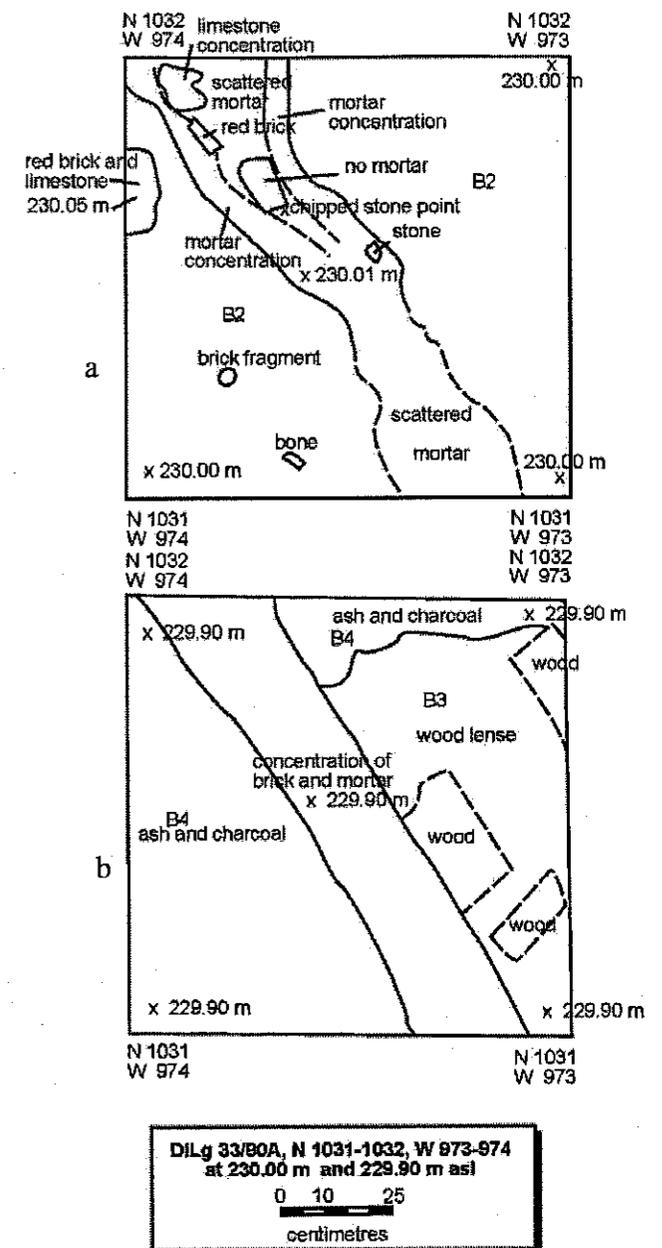 N 1032
W 974
limestone
concentration
N 1032
W 973
230.00 m
scattered
mortar
red brick
mortar
concentration
no mortar
red brick and
limestone
230.05 m
B2
chipped stone point
stone
mortar
concentration
x 230.01 m
B2
a
brick fragment
bone
scattered
mortar
x 230.00 m
230.00 m
x
N 1031
W 974
N 1031
W 973
N 1032
W 974
N 1032
W 973
x 229.90 m
ash and charcoal
B4
x 229.90 m
wood
B3
wood lense
concentration of
brick and mortar
x 229.90 m
B4
ash and charcoal
wood
b
wood
x 229.90 m
x 229.90 m
N 1031
W 974
N 1031
W 973
DlLg 33/80A, N 1031-1032, W 973-974
at 230.00 m and 229.90 m asl
0 10 25
centimetres